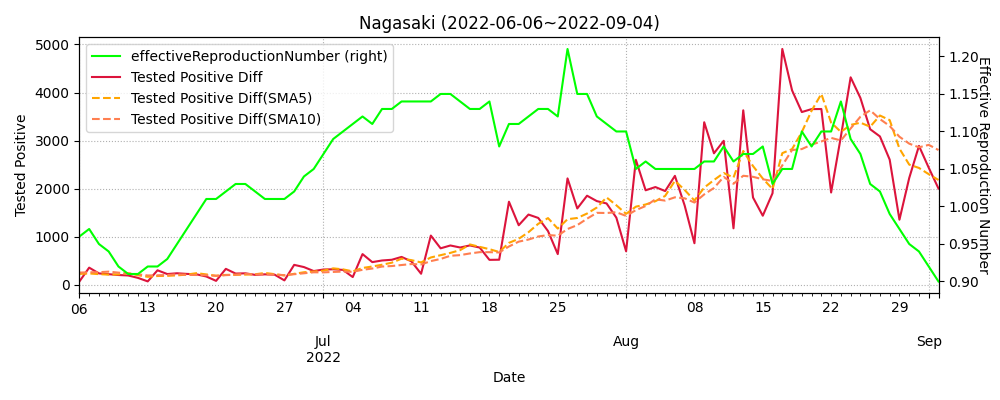 Nagasaki (2022-06-06~2022-09-04)
effectiveReproductionNumber (right)
Tested Positive Diff
Tested Positive Diff(SMA5)
Tested Positive Diff(SMA10)
Tested Positive
5000
4000
3000
2000
1000
0
Effective Reproduction Number
1.20
1.15
1.10
1.05
1.00
0.95
0.90
06 13 20 27 04 11 18 25 08 15 22 29
Jul Aug Sep
2022
Date